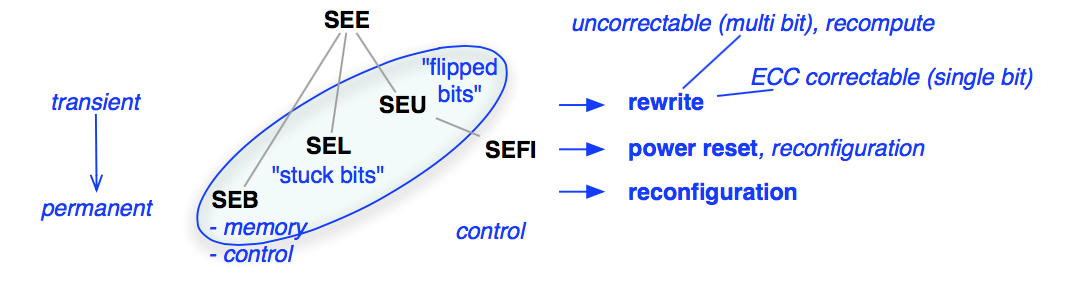 SEE
uncorrectable (multi bit), recompute
"flipped
bits"
ECC correctable (single bit)
transient
SEU
rewrite
SEL
SEFI
power reset, reconfiguration
"stuck bits"
SEB
reconfiguration
permanent
- memory
control
- control